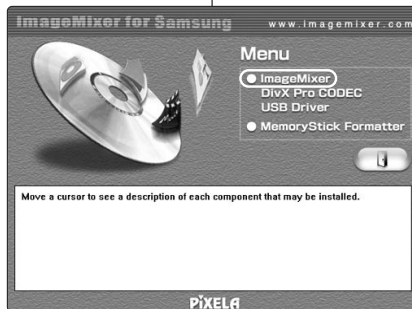 ImageMixer for Samsung
www.imagemixer.com
Menu
ImageMixer
DivX Pro CODEC
USB Driver
MemoryStick Formatter
Move a cursor to see a description of each component that may be installed.
PIXELA